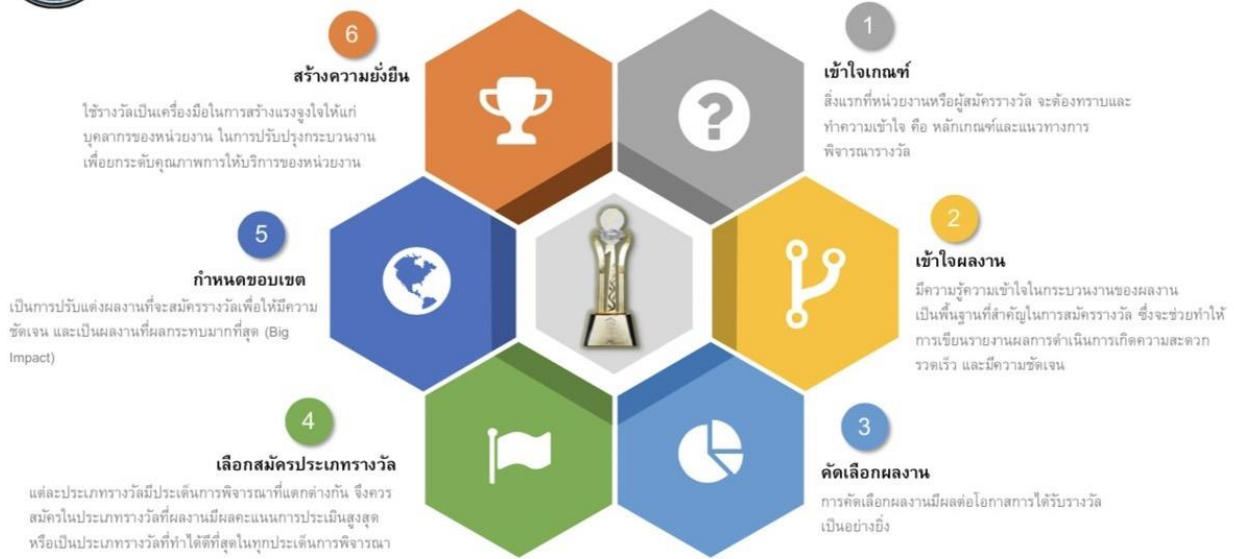 1
เข้าใจเกณฑ์
สิ่งแรกที่หน่วยงานหรือผู้สมัครรางวัล จะต้องทราบและ
ทำความเข้าใจ คือ หลักเกณฑ์และแนวทางการ
พิจารณารางวัล
2
เข้าใจผลงาน
มีความรู้ความเข้าใจในกระบวนงานของผลงาน
เป็นพื้นฐานที่สำคัญในการสมัครรางวัล ซึ่งจะช่วยทำให้
การเขียนรายงานผลการดำเนินการเกิดความสะดวก
รวดเร็ว และมีความชัดเจน
3
คัดเลือกผลงาน
การคัดเลือกผลงานมีผลต่อโอกาสการได้รับรางวัล
เป็นอย่างยิ่ง
4
เลือกสมัครประเภทรางวัล
แต่ละประเภทรางวัลมีประเด็นการพิจารณาที่แตกต่างกัน จึงควร
สมัครในประเภทรางวัลที่ผลงานมีผลคะแนนการประเมินสูงสุด
หรือเป็นประเภทรางวัลที่ทำได้ดีที่สุดในทุกประเด็นการพิจารณา
5
กำหนดขอบเขต
เป็นการปรับแต่งผลงานที่จะสมัครรางวัลเพื่อให้มีความ
ชัดเจน และเป็นผลงานที่ผลกระทบมากที่สุด (Big
Impact)
6
สร้างความยั่งยืน
ใช้รางวัลเป็นเครื่องมือในการสร้างแรงจูงใจให้แก่
บุคลากรของหน่วยงาน ในการปรับปรุงกระบวนงาน
เพื่อยกระดับคุณภาพการให้บริการของหน่วยงาน